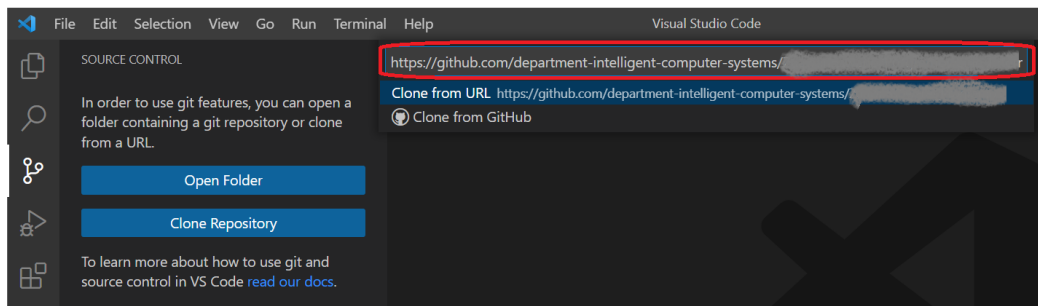 File Edit Selection View Go Run Terminal Help Visual Studio Code
SOURCE CONTROL
In order to use git features, you can open a
folder containing a git repository or clone
from a URL.
Open Folder
Clone Repository
To learn more about how to use git and
source control in VS Code read our docs.
https://github.com/department-intelligent-computer-systems/
Clone from URL https://github.com/department-intelligent-computer-systems/
Clone from GitHub